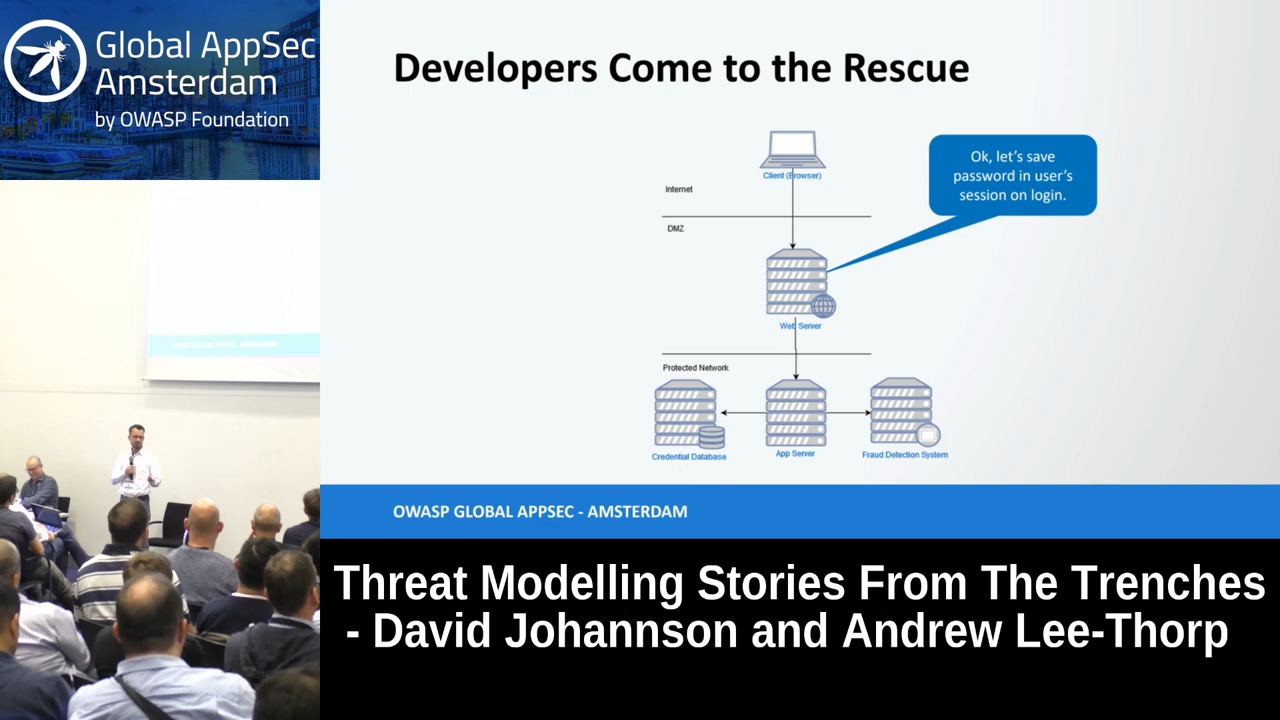 Global AppSec
Amsterdam
by OWASP Foundation
Developers Come to the Rescue
Client (Browser)
Ok, let's save
password in user's
session on login.
Internet
DMZ
Web Server
Protected Network
Credential Database
App Server
Fraud Detection System
OWASP GLOBAL APPSEC - AMSTERDAM
Threat Modelling Stories From The Trenches
- David Johannson and Andrew Lee-Thorp